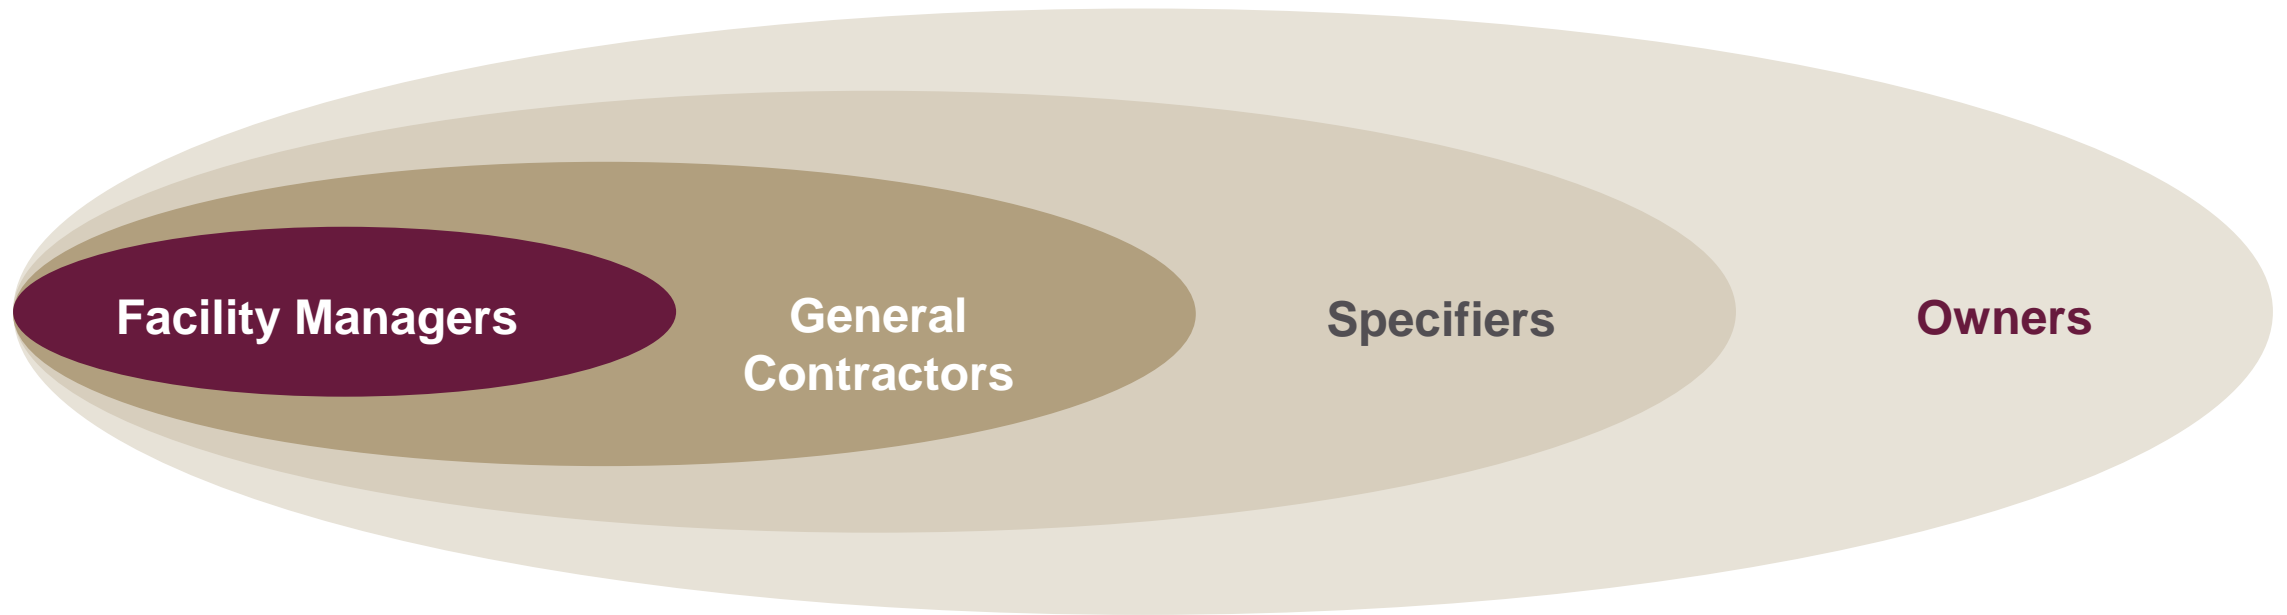 Facility Managers
General
Contractors
Specifiers
Owners